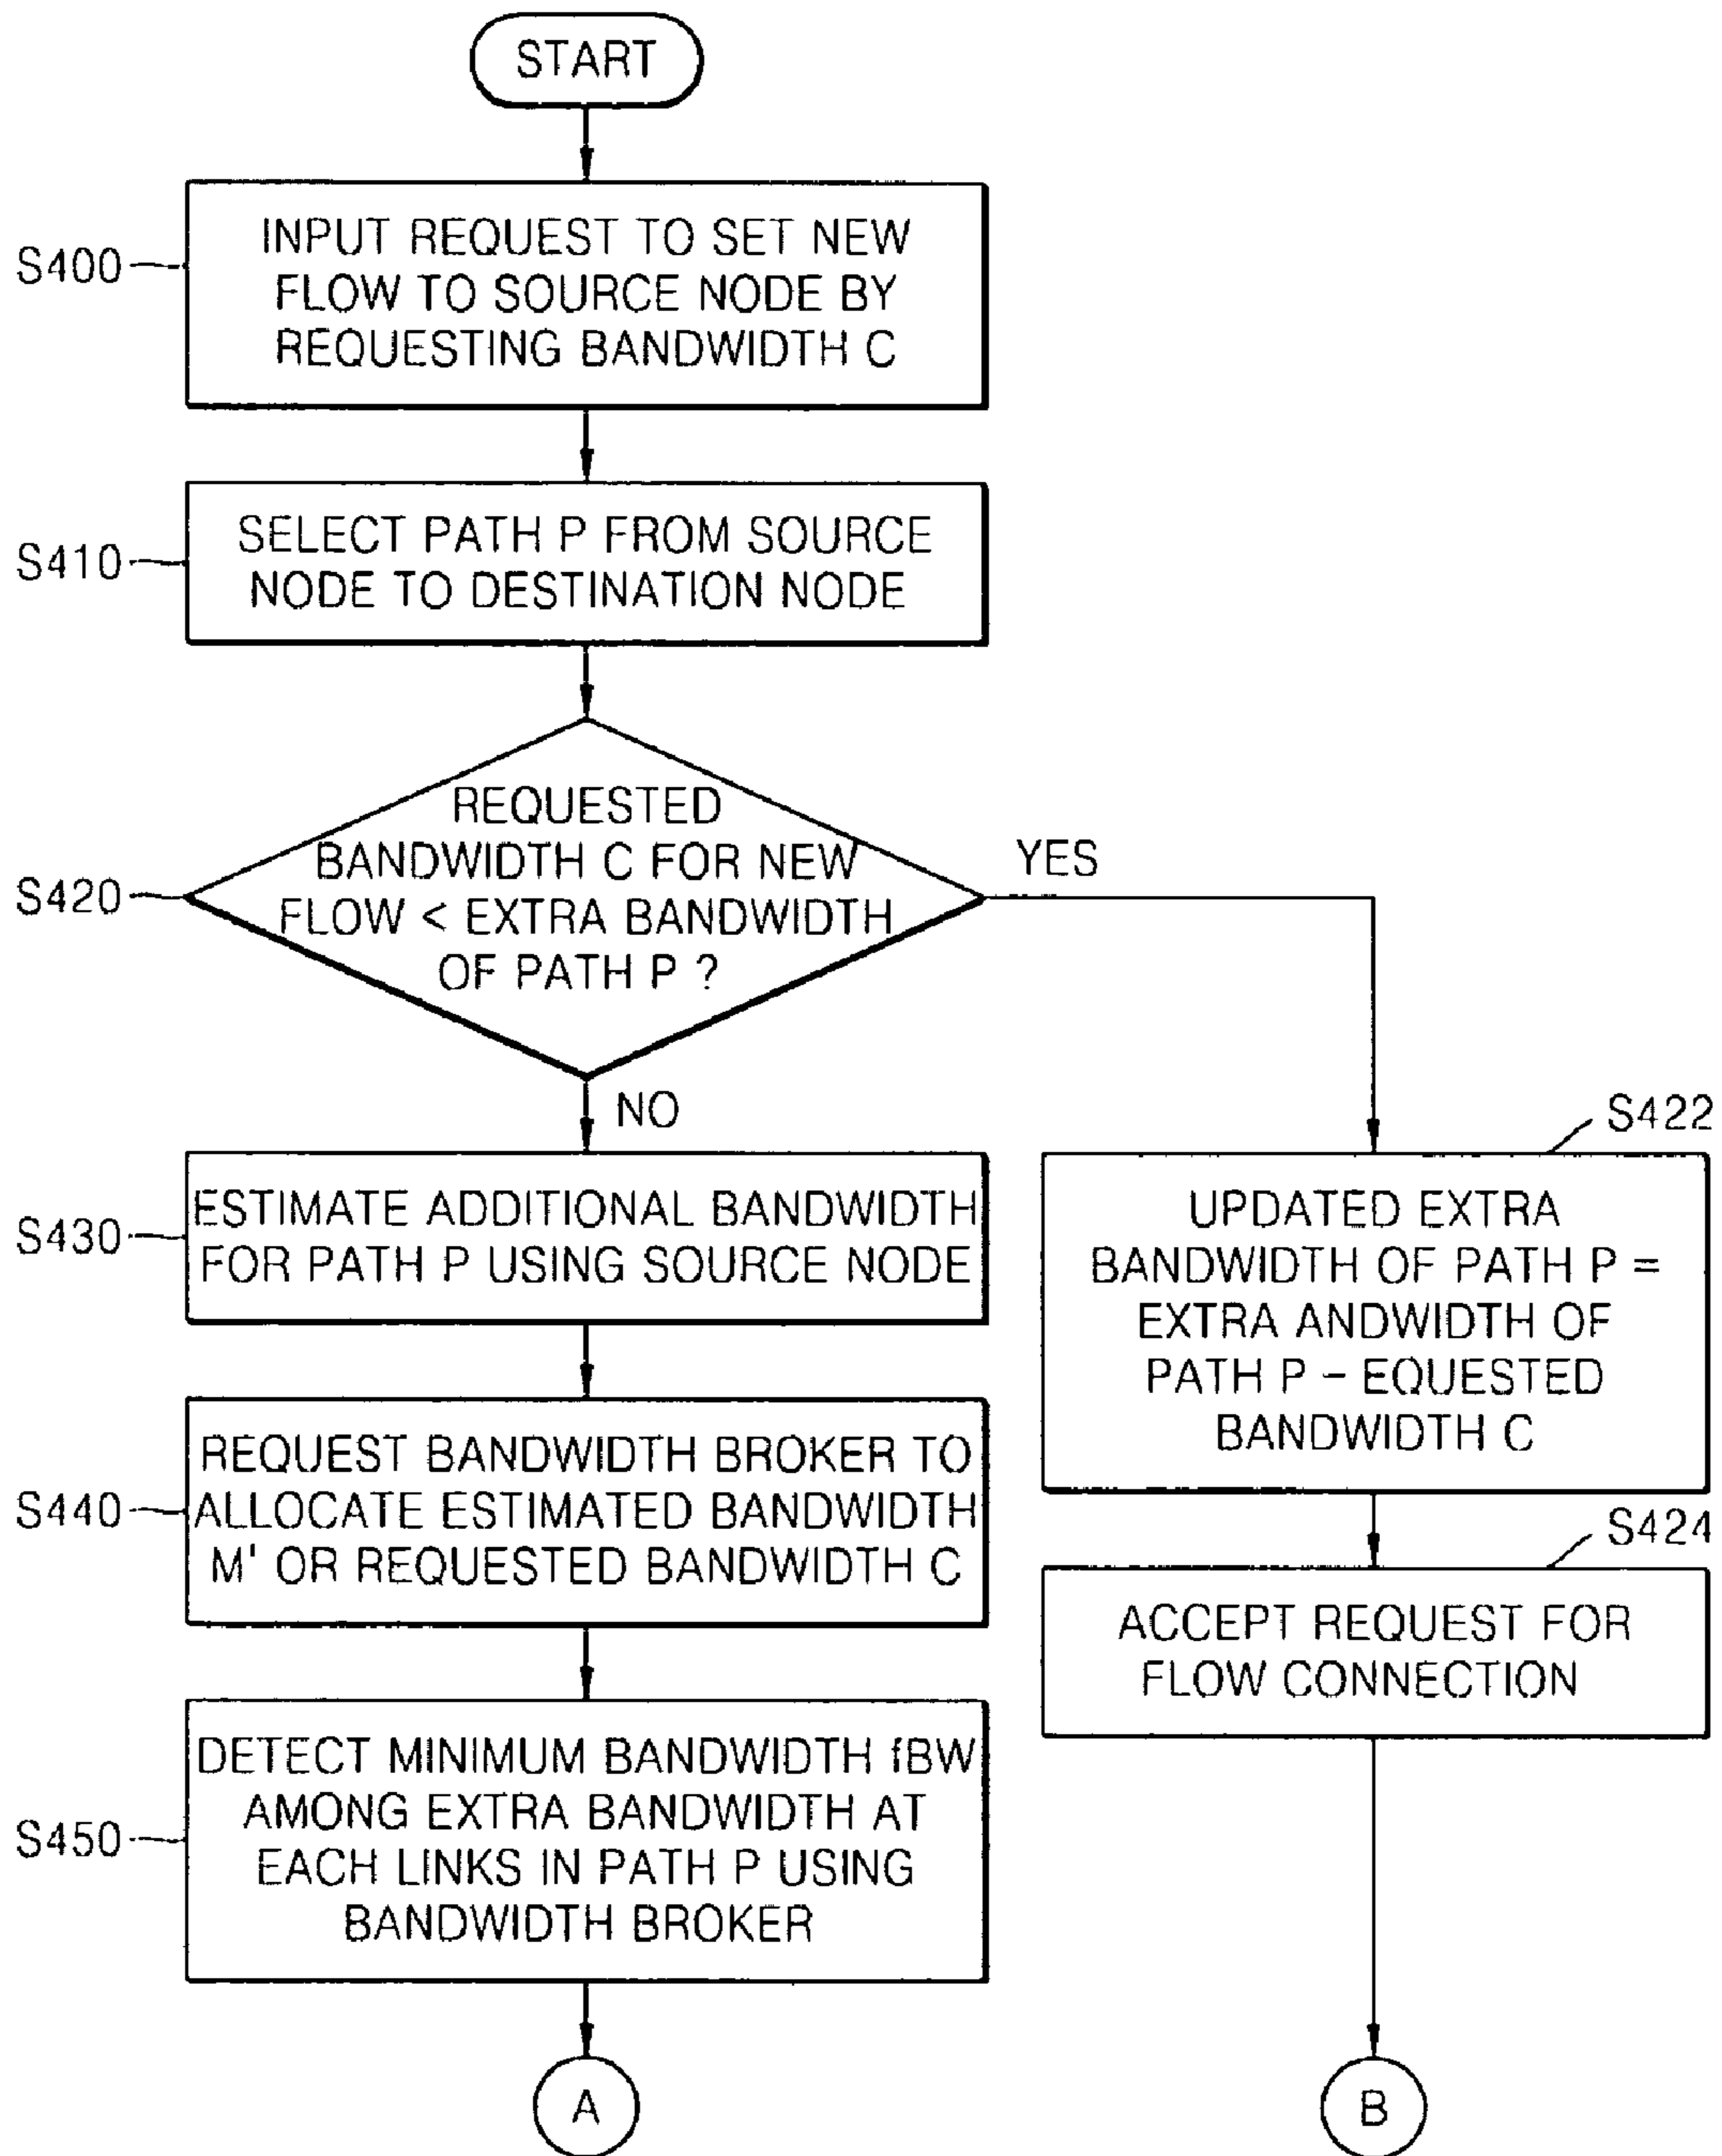 START
S400
INPUT REQUEST TO SET NEW
FLOW TO SOURCE NODE BY
REQUESTING BANDWIDTH C
S410
SELECT PATH P FROM SOURCE
NODE TO DESTINATION NODE
S420
REQUESTED
BANDWIDTH C FOR NEW
FLOW < EXTRA BANDWIDTH
OF PATH P ?
YES
NO
S430
ESTIMATE ADDITIONAL BANDWIDTH
FOR PATH P USING SOURCE NODE
S440
REQUEST BANDWIDTH BROKER TO
ALLOCATE ESTIMATED BANDWIDTH
M' OR REQUESTED BANDWIDTH C
S450
DETECT MINIMUM BANDWIDTH fBW
AMONG EXTRA BANDWIDTH AT
EACH LINKS IN PATH P USING
BANDWIDTH BROKER
A
S422
UPDATED EXTRA
BANDWIDTH OF PATH P =
EXTRA ANDWIDTH OF
PATH P – EQUESTED
BANDWIDTH C
S424
ACCEPT REQUEST FOR
FLOW CONNECTION
B